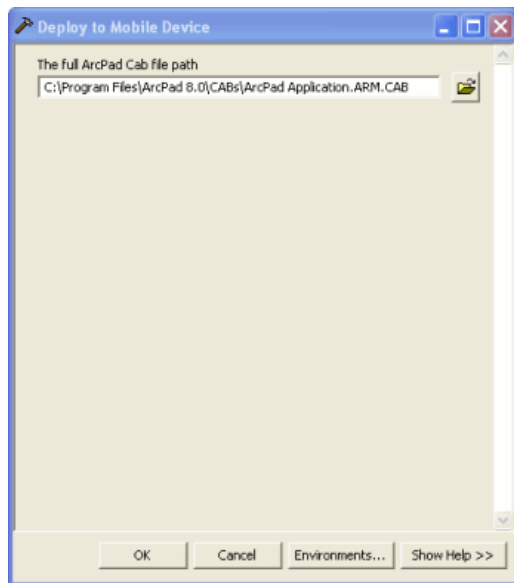 Deploy to Mobile Device
The full ArcPad Cab file path
C:\Program Files\ArcPad 8.0\CABs\ArcPad Application.ARM.CAB
OK Cancel Environments... Show Help >>